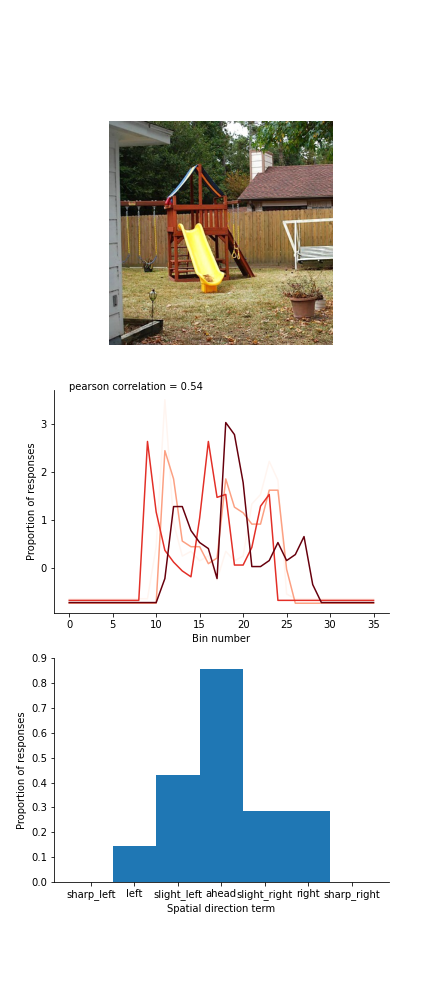 pearson correlation = 0.54
Proportion of responses
3
2
1
0
0 5 10 15 20 25 30 35
Bin number
Proportion of responses
0.9
0.8
0.7
0.6
0.5
0.4
0.3
0.2
0.1
0.0
sharp_left left slight_left ahead slight_right right sharp_right
Spatial direction term